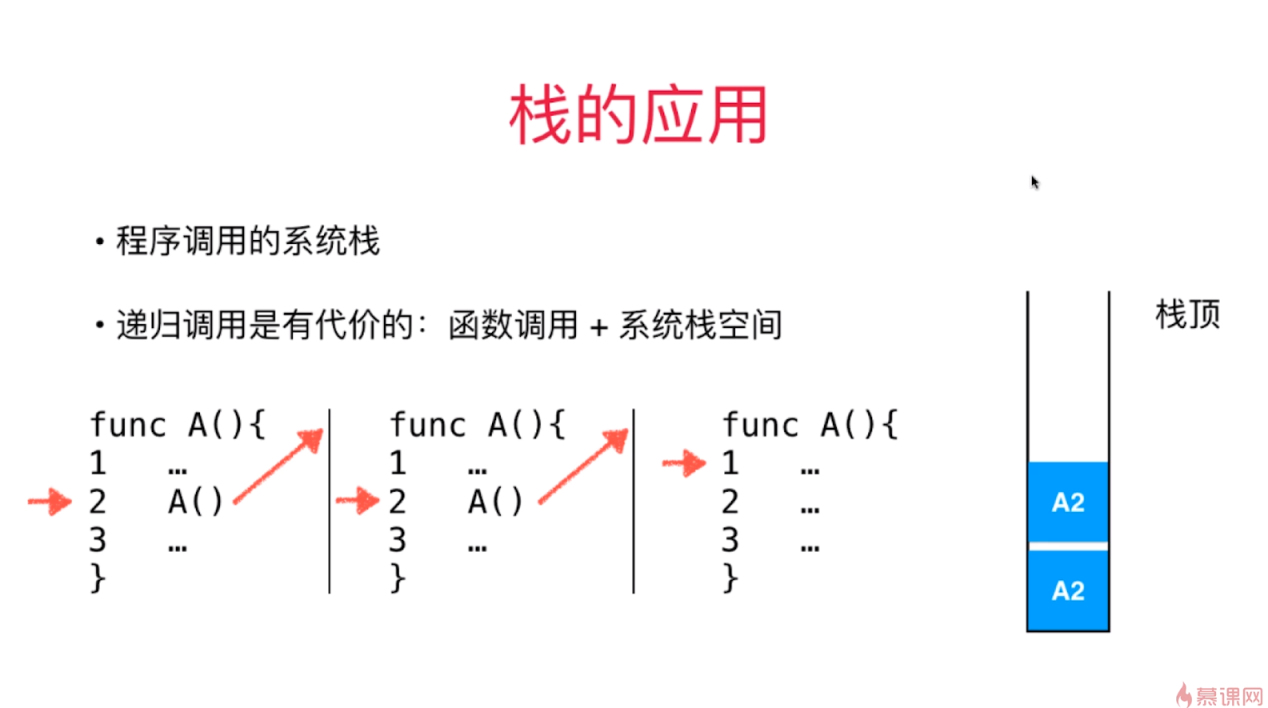 栈的应用
• 程序调用的系统栈
• 递归调用是有代价的：函数调用 + 系统栈空间
栈顶
func A(){
1 …
2 A()
3 …
}
func A(){
1 …
2 A()
3 …
}
func A(){
1 …
2 …
3 …
}
A2
A2
慕课网